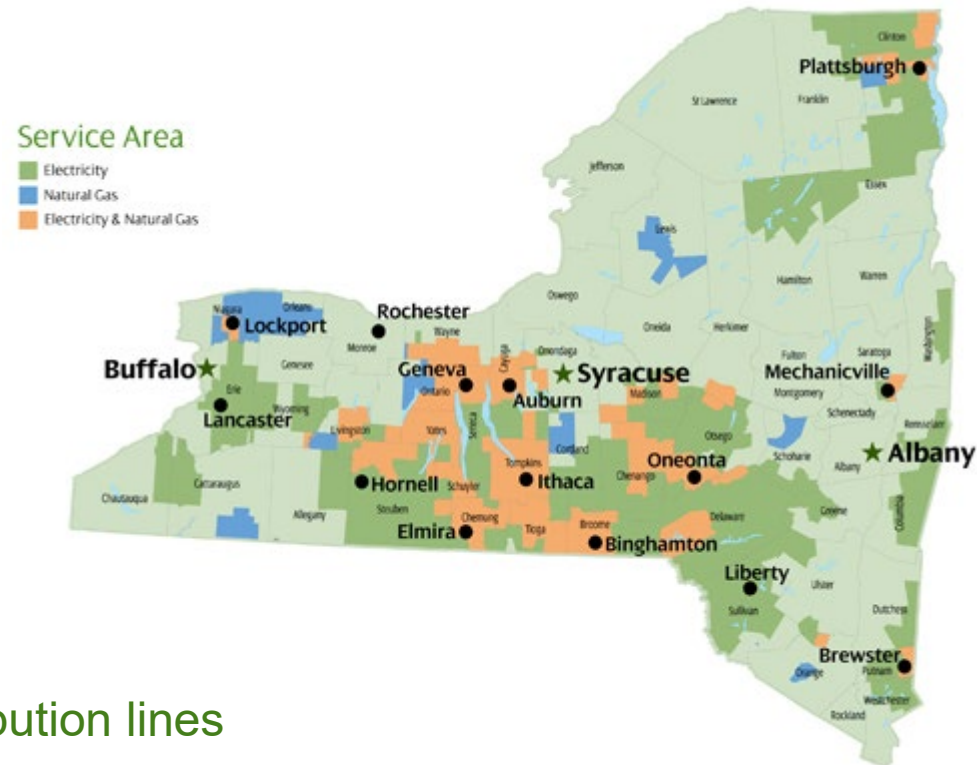 Clinton
Plattsburgh
St Lawrence
Franklin
Service Area
Electricity
Natural Gas
Electricity & Natural Gas
Jefferson
Essex
Lewis
Hamilton
Warren
Washington
Oswego
Oneida
Herkimer
Niagara
Orleans
Lockport
Rochester
Monroe
Wayne
Genesee
Fulton
Saratoga
Buffalo
Geneva
Cayuga
Onondaga
Syracuse
Mechanicville
Ontario
Auburn
Madison
Montgomery
Schenectady
Erie
Wyoming
Lancaster
Livingston
Yates
Seneca
Cortland
Otsego
Rensselaer
Schoharie
Albany
Albany
Tompkins
Oneonta
Chenango
Chautauqua
Cattaraugus
Allegany
Hornell
Schuyler
Ithaca
Steuben
Columbia
Greene
Delaware
Elmira
Chemung
Tioga
Broome
Binghamton
Liberty
Sullivan
Ulster
Dutchess
Brewster
Putnam
Orange
Westchester
Rockland
bution lines